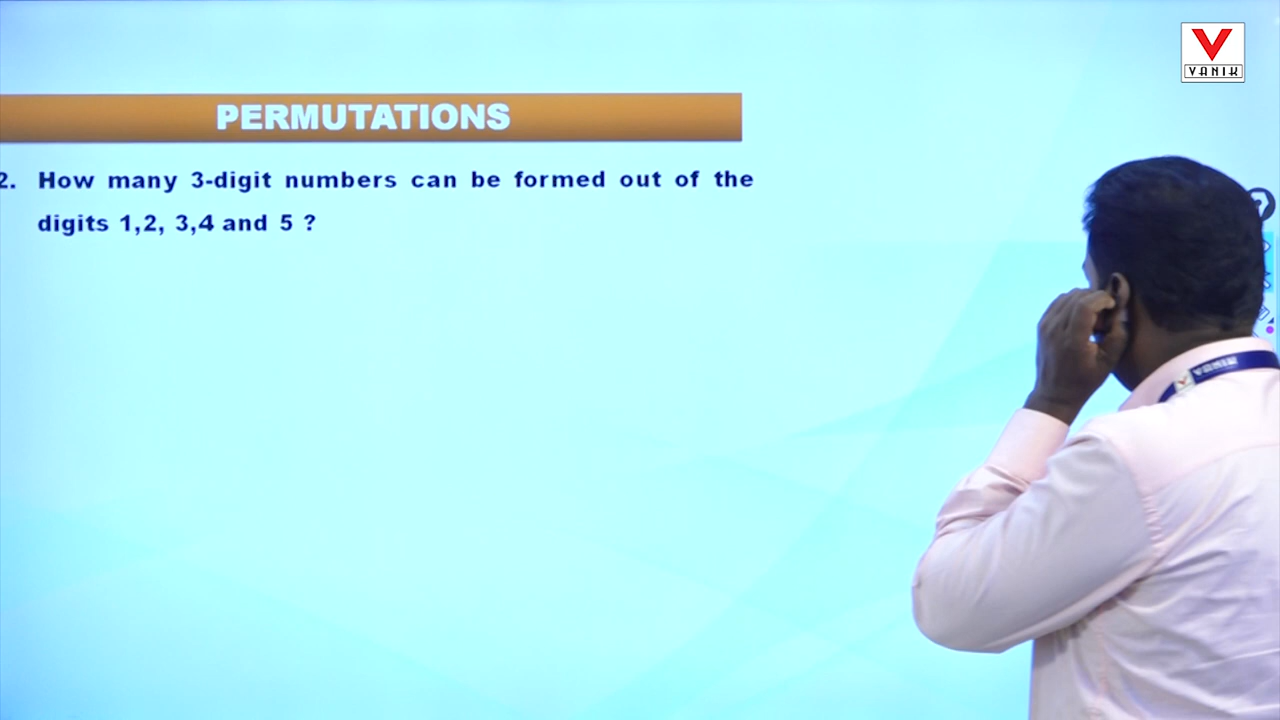 V
VANIK
PERMUTATIONS
2. How many 3-digit numbers can be formed out of the
digits 1,2, 3,4 and 5 ?
VANIK